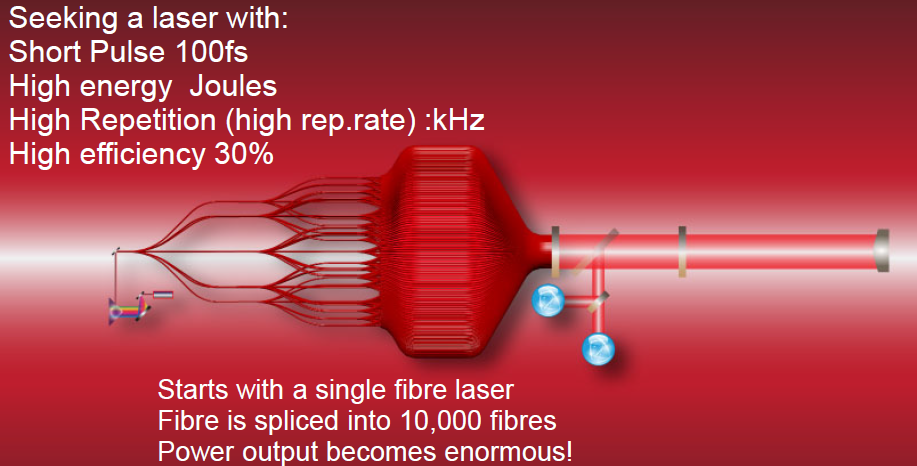 Seeking a laser with:
Short Pulse 100fs
High energy  Joules
High Repetition (high rep.rate) :kHz
High efficiency 30%
Starts with a single fibre laser
Fibre is spliced into 10,000 fibres
Power output becomes enormous!